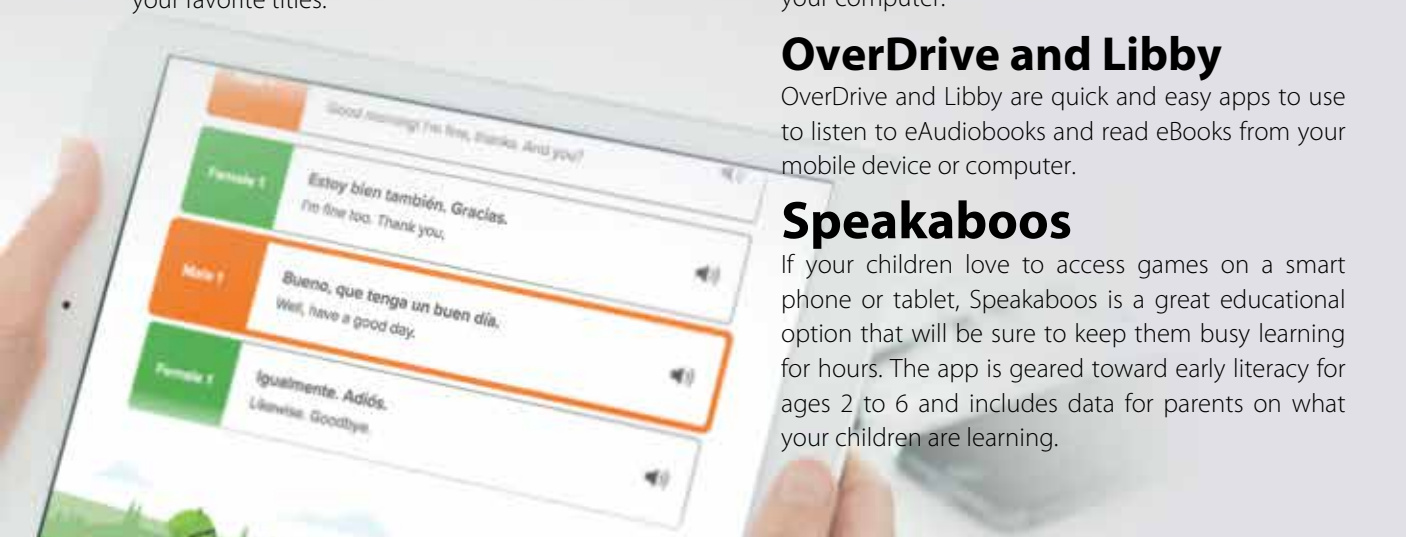 your favorite titles.
Good morning! I'm fine, thanks. And you?
Female 1
Estoy bien también. Gracias.
I'm fine too. Thank you.
Male 1
Bueno, que tenga un buen día.
Well, have a good day.
Female 1
Igualmente. Adiós.
Likewise. Goodbye.
your computer.
OverDrive and Libby
OverDrive and Libby are quick and easy apps to use
to listen to eAudiobooks and read eBooks from your
mobile device or computer.
Speakaboos
If your children love to access games on a smart
phone or tablet, Speakaboos is a great educational
option that will be sure to keep them busy learning
for hours. The app is geared toward early literacy for
ages 2 to 6 and includes data for parents on what
your children are learning.